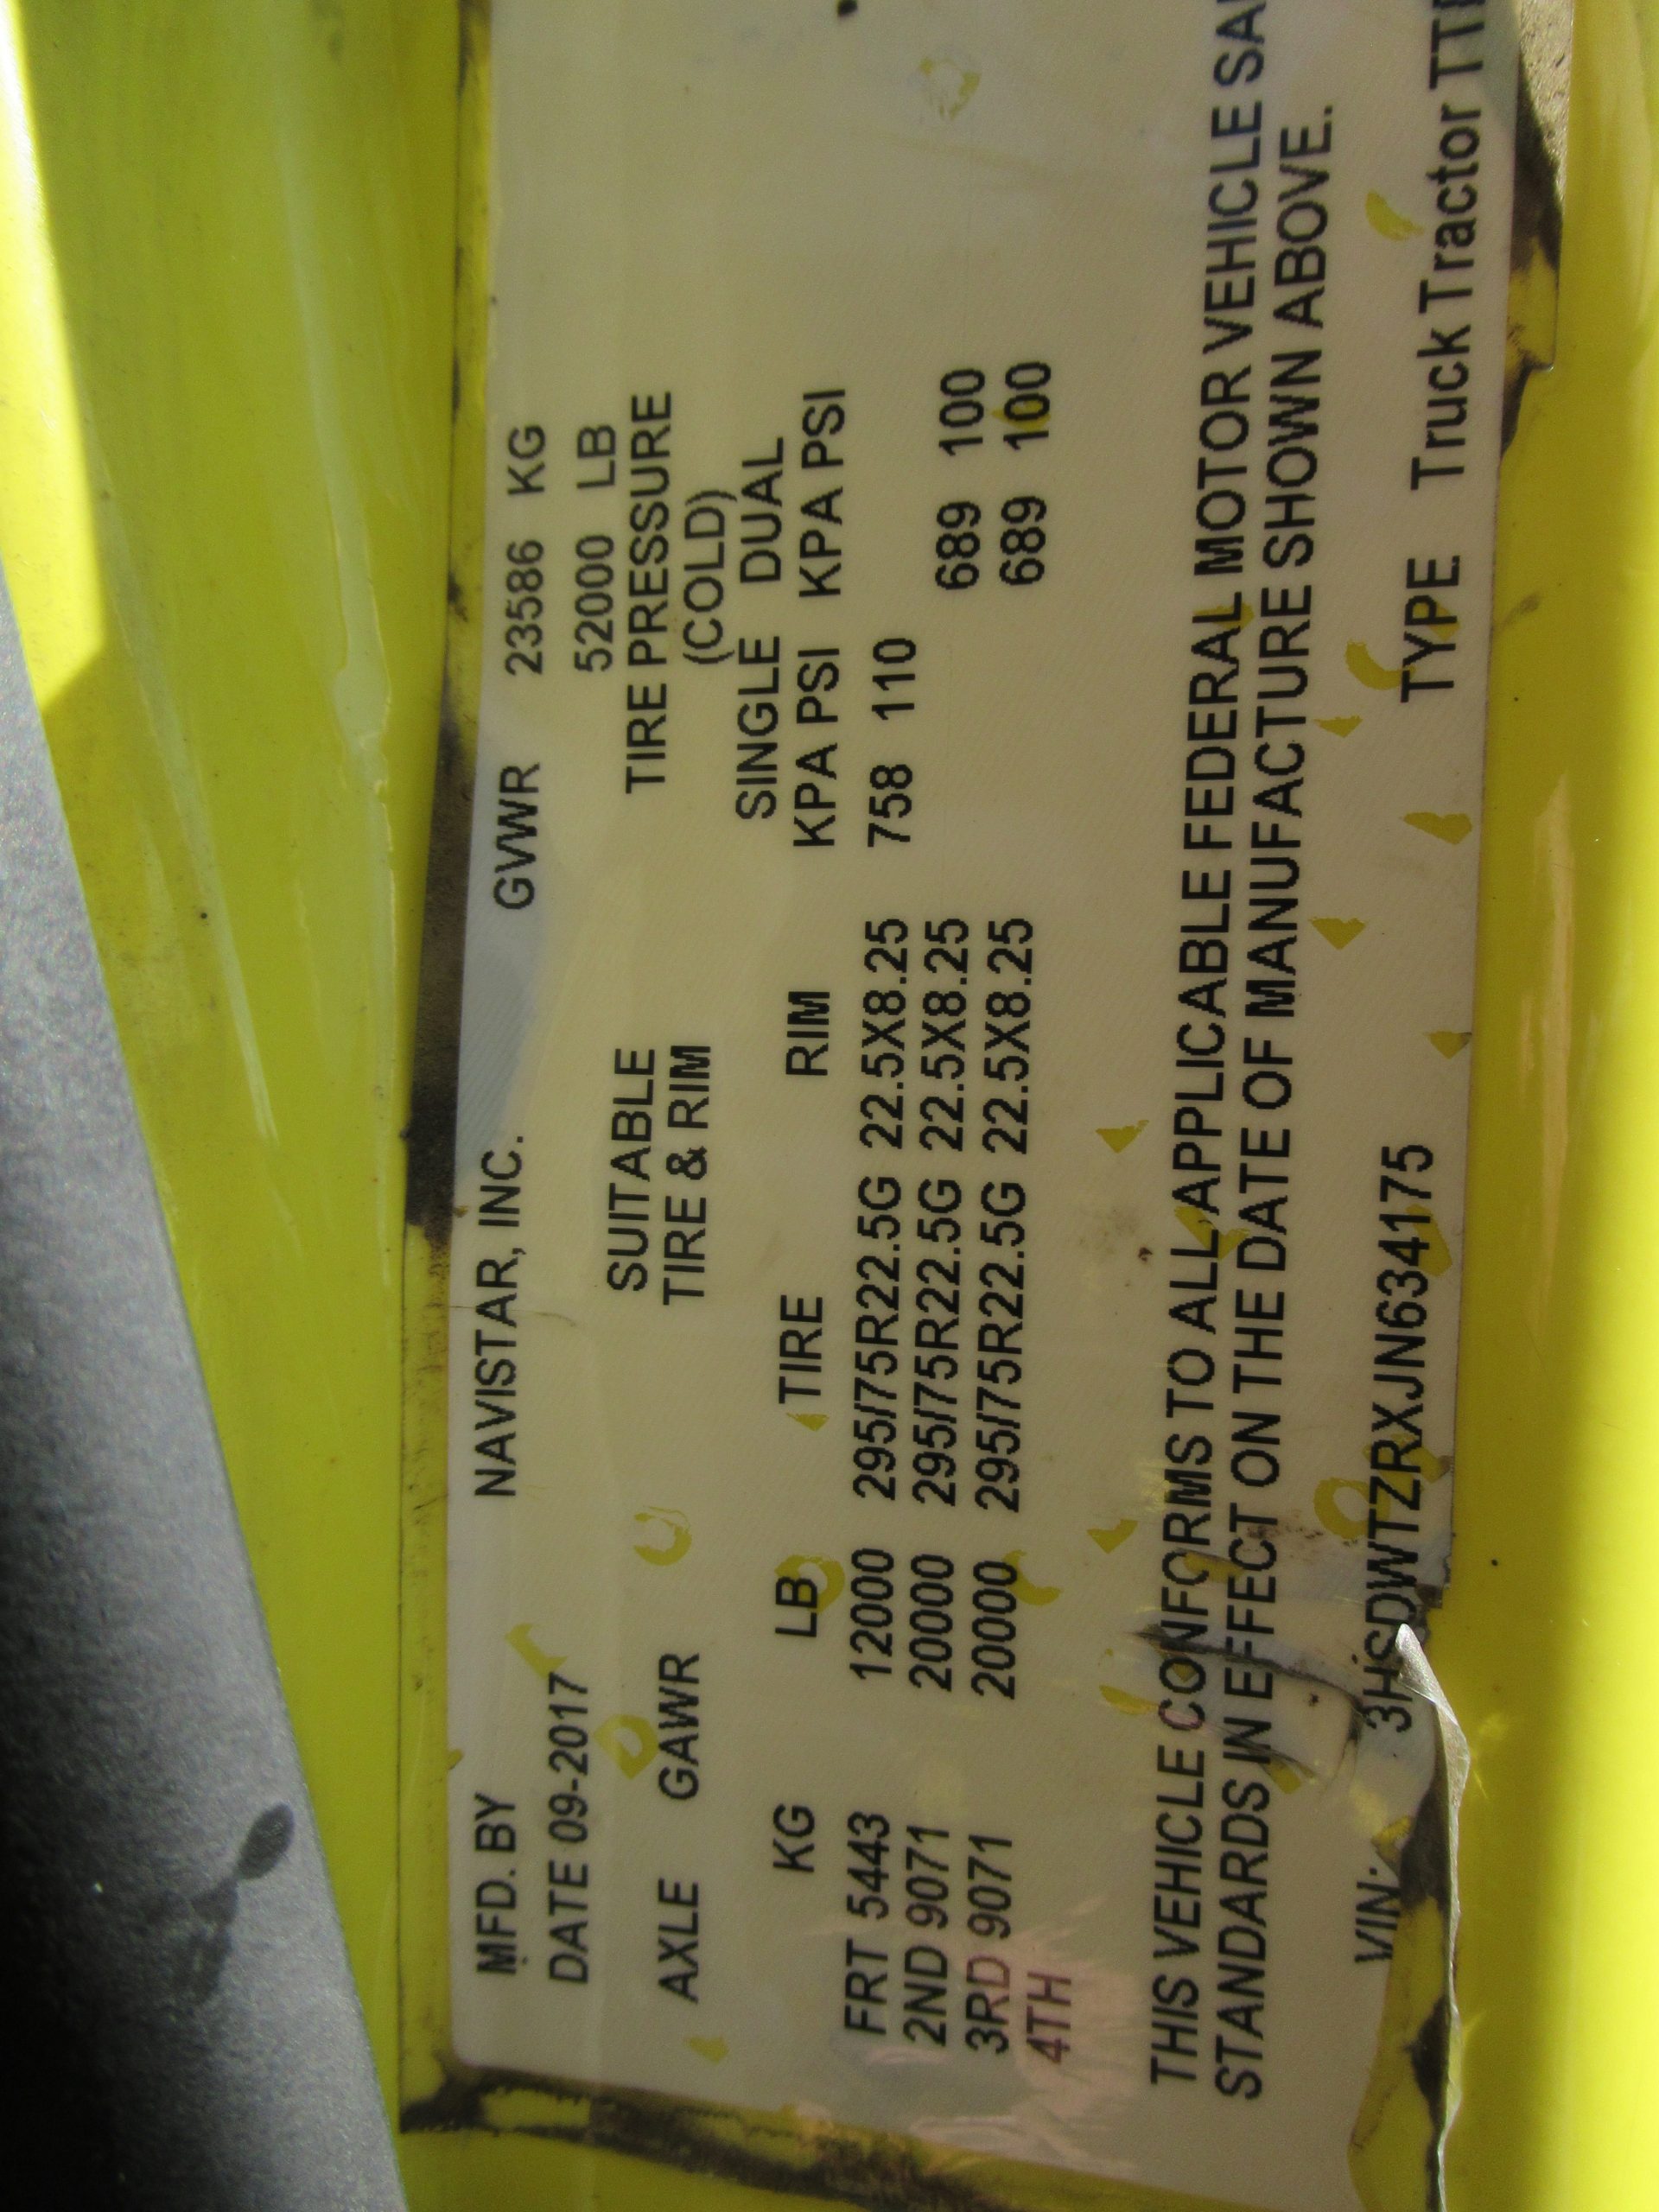 MFD. BY NAVISTAR, INC. GVWR 23586 KG
DATE 09-2017 52000 LB
SUITABLE TIRE PRESSURE
AXLE GAWR TIRE & RIM (COLD)
SINGLE DUAL
KG LB TIRE RIM KPA PSI KPA PSI
FRT 5443 12000 295/75R22.5G 22.5X8.25 758 110
2ND 9071 20000 295/75R22.5G 22.5X8.25 689 100
3RD 9071 20000 295/75R22.5G 22.5X8.25 689 100
4TH
THIS VEHICLE CONFORMS TO ALL APPLICABLE FEDERAL MOTOR VEHICLE
STANDARDS IN EFFECT ON THE DATE OF MANUFACTURE SHOWN ABOVE.
VIN: 3HSDWTZRXJN634175 TYPE Truck Tractor